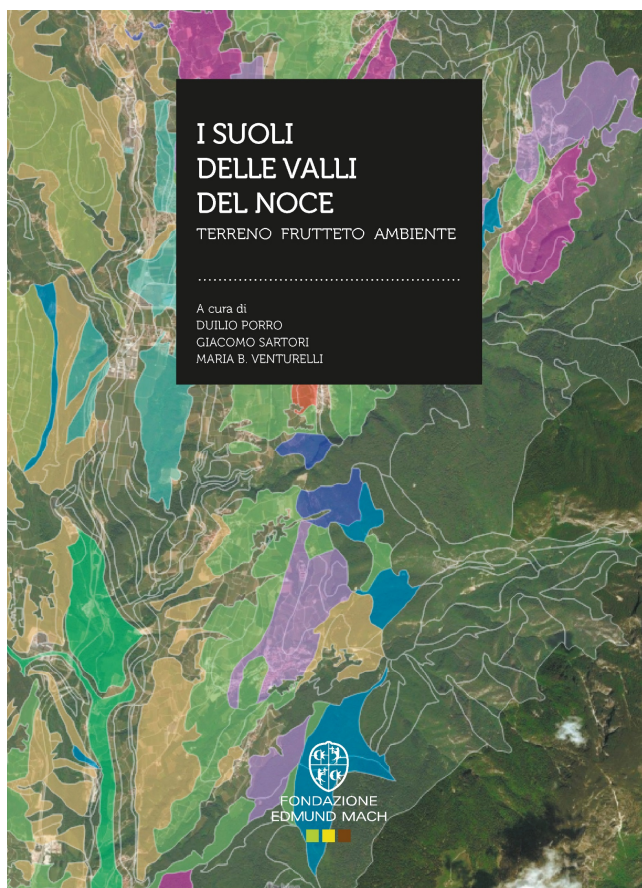 I SUOLI
DELLE VALLI
DEL NOCE
TERRENO FRUTTETO AMBIENTE
A cura di
DUILIO PORRO
GIACOMO SARTORI
MARIA B. VENTURELLI
FONDAZIONE
EDMUND MACH